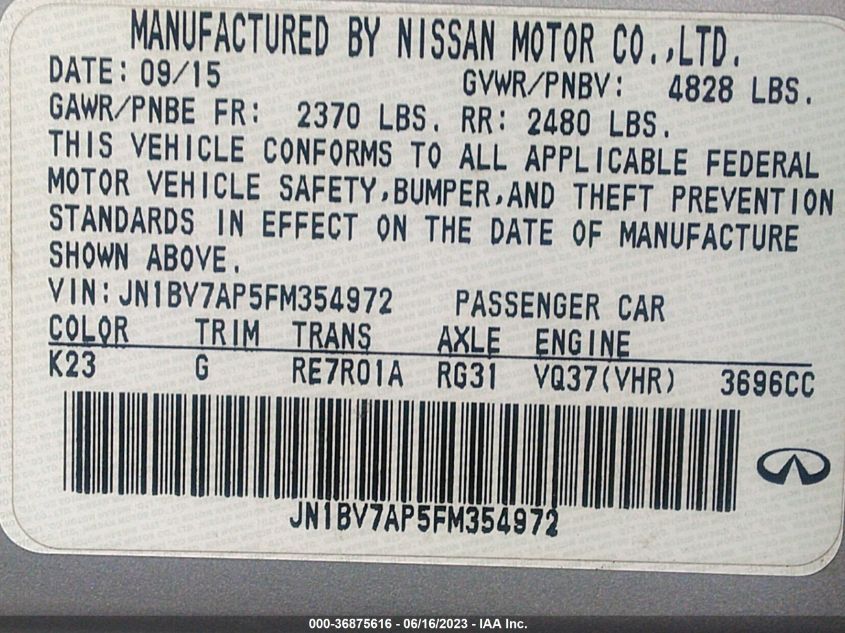 MANUFACTURED BY NISSAN MOTOR CO.,LTD.
DATE: 09/15 GVWR/PNBV: 4828 LBS.
GAWR/PNBE FR: 2370 LBS. RR: 2480 LBS.
THIS VEHICLE CONFORMS TO ALL APPLICABLE FEDERAL
MOTOR VEHICLE SAFETY,BUMPER,AND THEFT PREVENTION
STANDARDS IN EFFECT ON THE DATE OF MANUFACTURE
SHOWN ABOVE.
VIN: JN1BV7AP5FM354972 PASSENGER CAR
COLOR TRIM TRANS AXLE ENGINE
K23 G RE7R01A RG31 VQ37(VHR) 3696CC
JN1BV7AP5FM354972
000-36875616 - 06/16/2023 - IAA Inc.